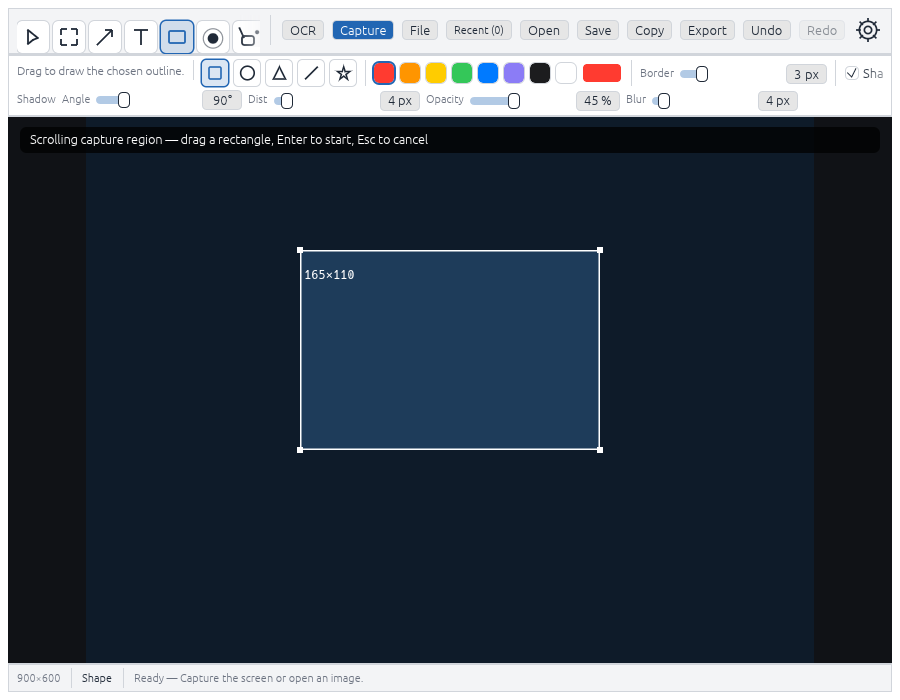 OCR Capture File Recent (0) Open Save Copy Export Undo Redo
Drag to draw the chosen outline. Border 3 px Sha
Shadow Angle 90° Dist 4 px Opacity 45 % Blur 4 px
Scrolling capture region — drag a rectangle, Enter to start, Esc to cancel
165×110
900×600 Shape Ready — Capture the screen or open an image.